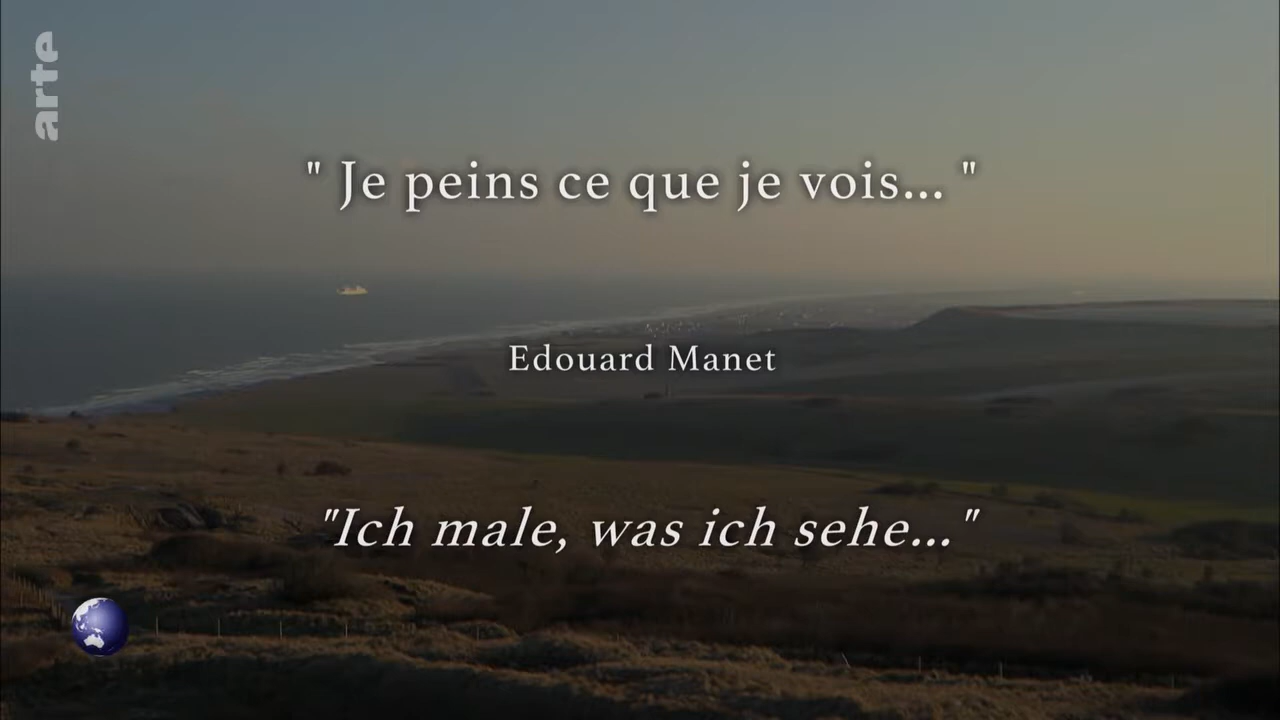 arte
" Je peins ce que je vois... "
Edouard Manet
"Ich male, was ich sehe..."